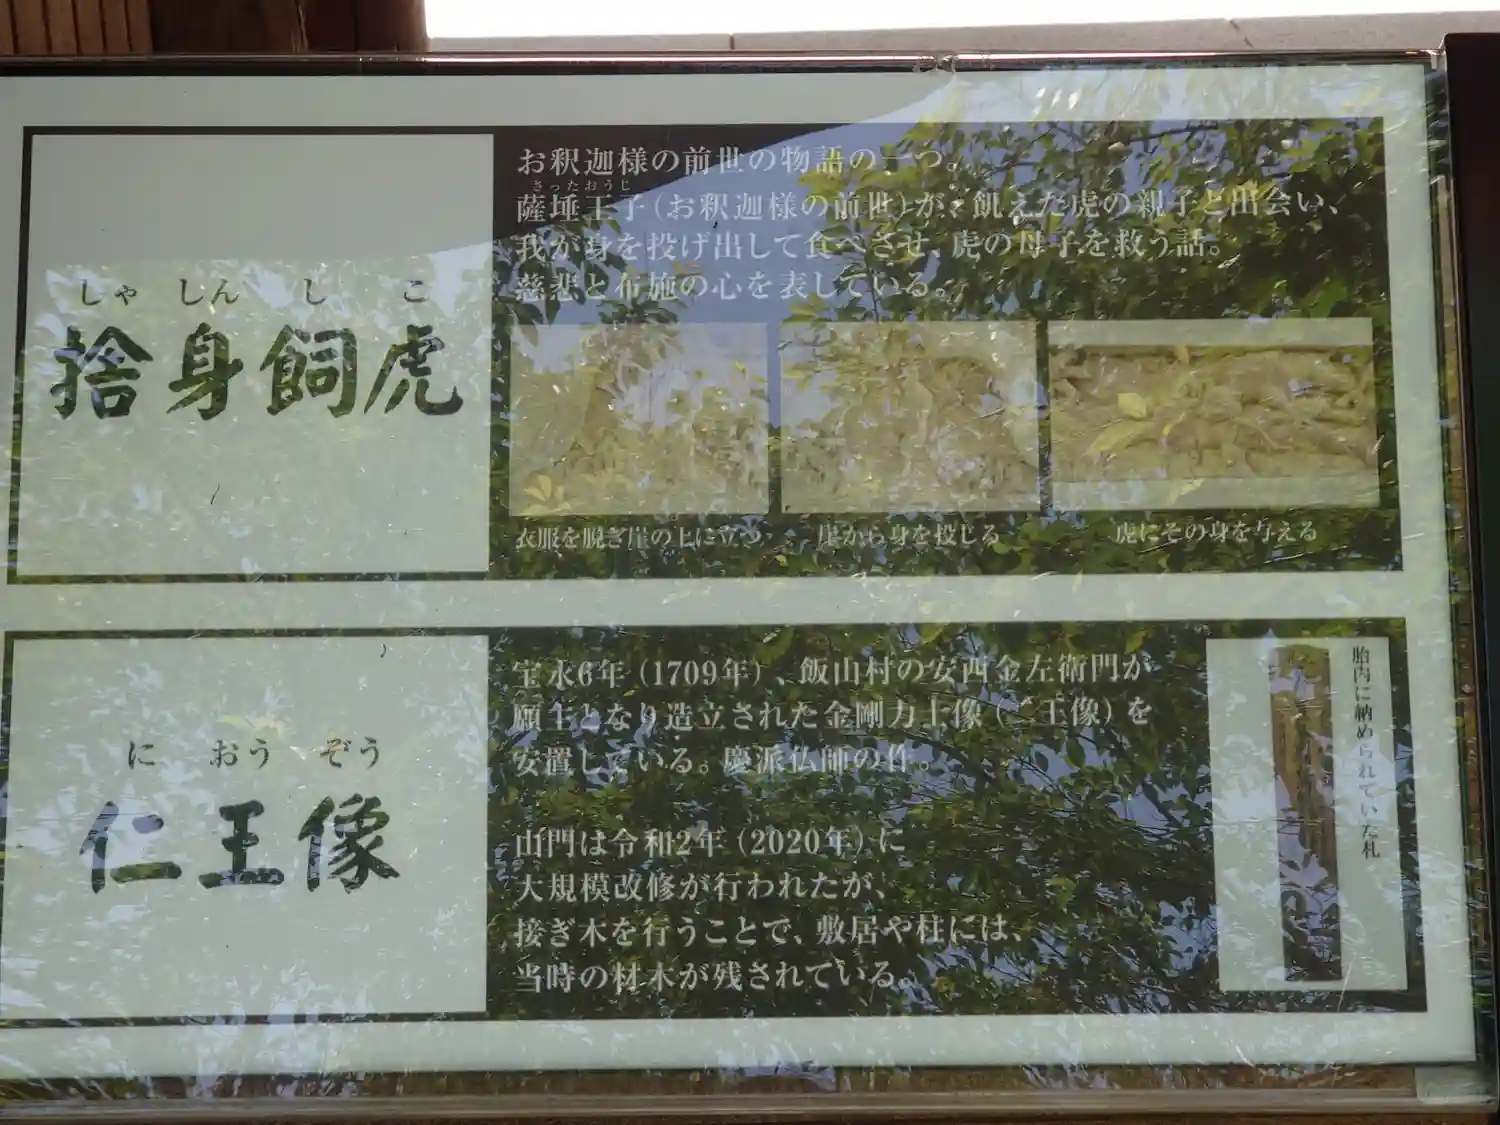 しゃ しん し こ
捨身飼虎
お釈迦様の前世の物語の一つ。
さったおうじ
薩埵王子(お釈迦様の前世)が、飢えた虎の親子と出会い、
我が身を投げ出して食べさせ、虎の母子を救う話。
慈悲と布施の心を表している。
衣服を脱ぎ崖の上に立つ
崖から身を投じる
虎にその身を与える
に おう ぞう
仁王像
宝永6年(1709年)、飯山村の安西金左衛門が
願主となり造立された金剛力士像(仁王像)を
安置している。慶派仏師の作。
山門は令和2年(2020年)に
大規模改修が行われたが、
接ぎ木を行うことで、敷居や柱には、
当時の材木が残されている。
胎内に納められていた札